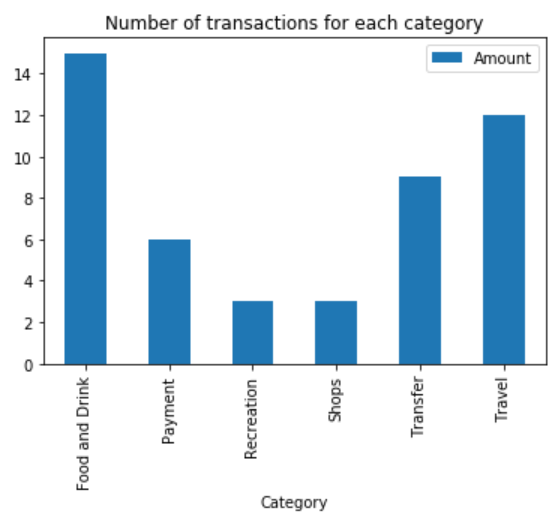 Number of transactions for each category
Amount
14
12
10
8
6
4
2
0
Food and Drink
Payment
Recreation
Shops
Transfer
Travel
Category